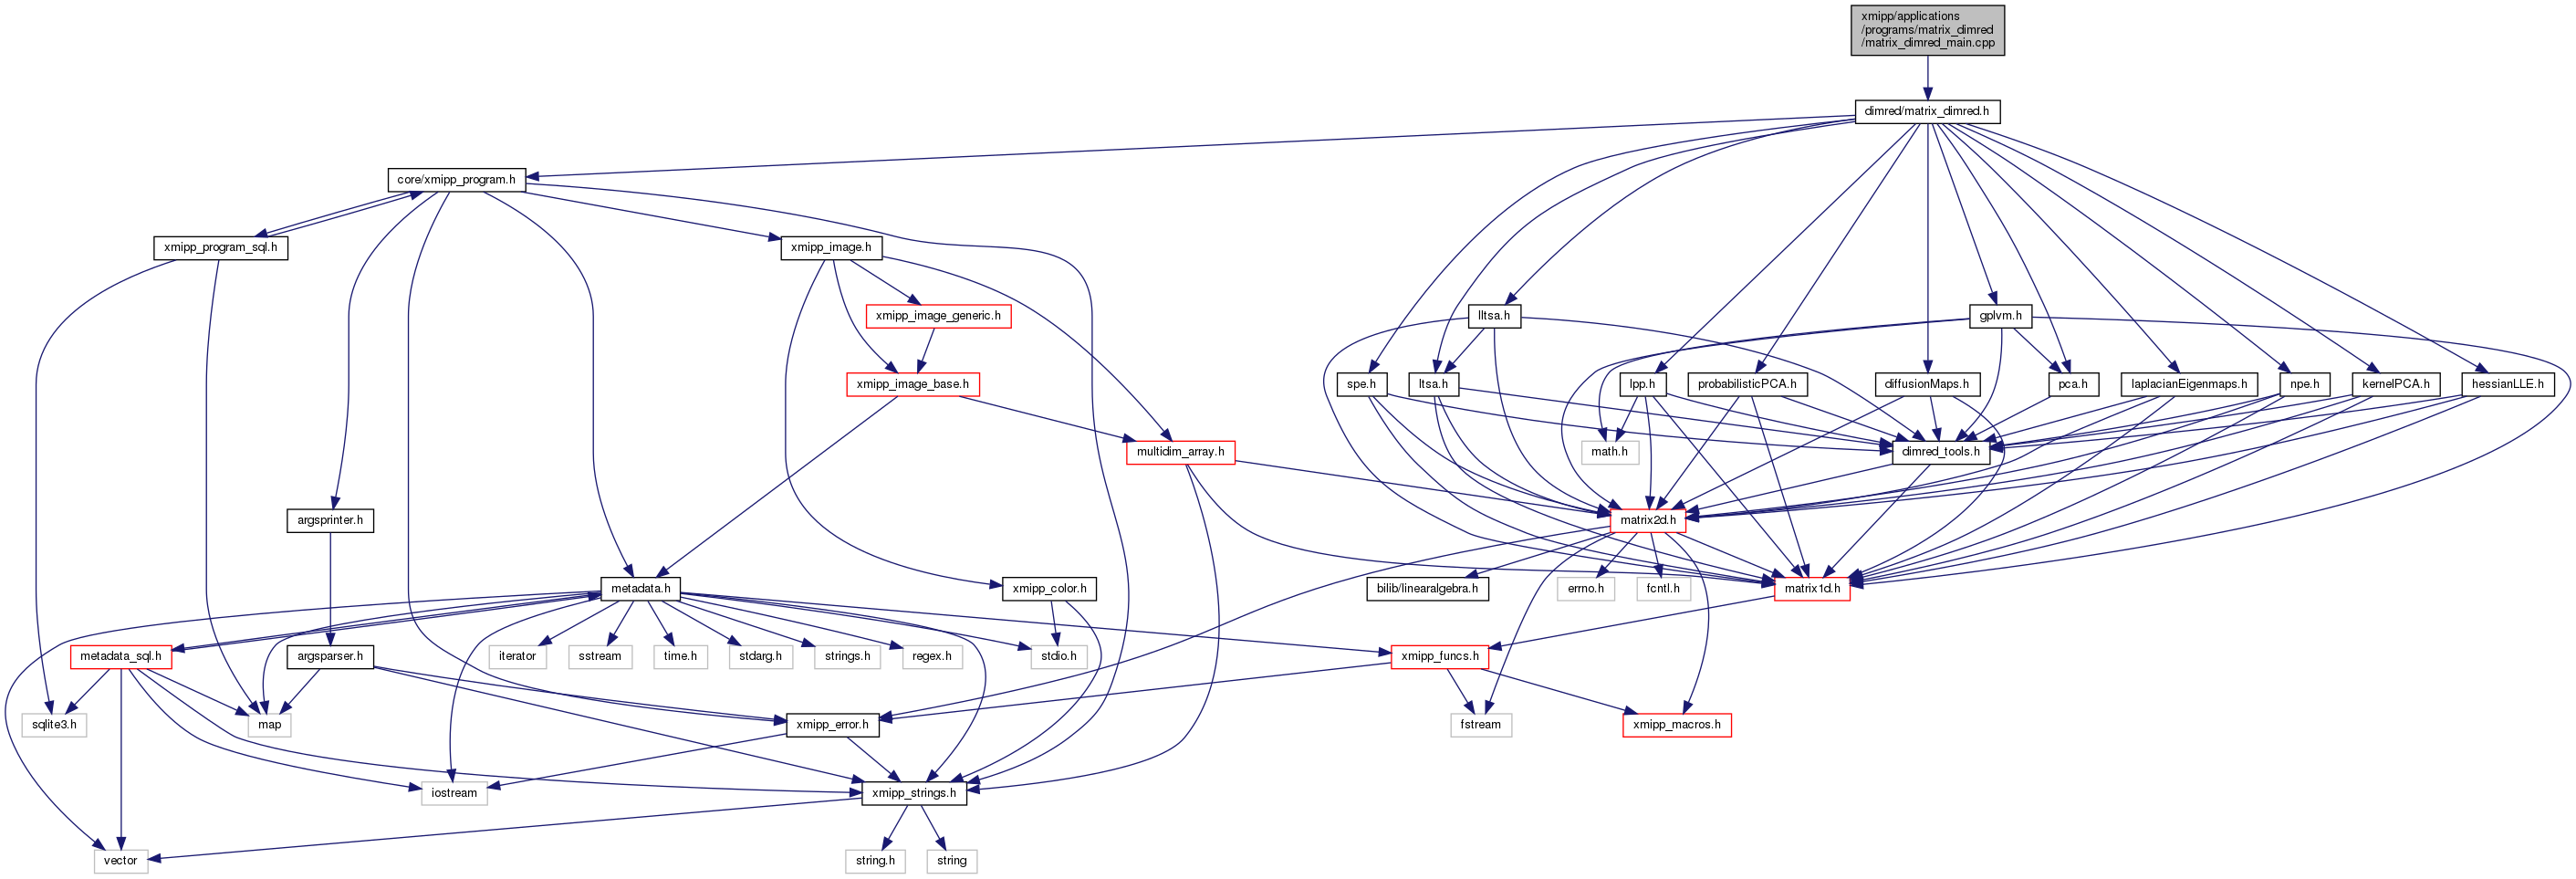 xmipp/applications
/programs/matrix_dimred
/matrix_dimred_main.cpp
dimred/matrix_dimred.h
core/xmipp_program.h
xmipp_program_sql.h
xmipp_image.h
xmipp_image_generic.h
lltsa.h
gplvm.h
xmipp_image_base.h
spe.h
ltsa.h
lpp.h
probabilisticPCA.h
diffusionMaps.h
pca.h
laplacianEigenmaps.h
npe.h
kernelPCA.h
hessianLLE.h
multidim_array.h
math.h
dimred_tools.h
argsprinter.h
matrix2d.h
metadata.h
xmipp_color.h
bilib/linearalgebra.h
errno.h
fcntl.h
matrix1d.h
metadata_sql.h
argsparser.h
iterator
sstream
time.h
stdarg.h
strings.h
regex.h
stdio.h
xmipp_funcs.h
sqlite3.h
map
xmipp_error.h
fstream
xmipp_macros.h
iostream
xmipp_strings.h
vector
string.h
string